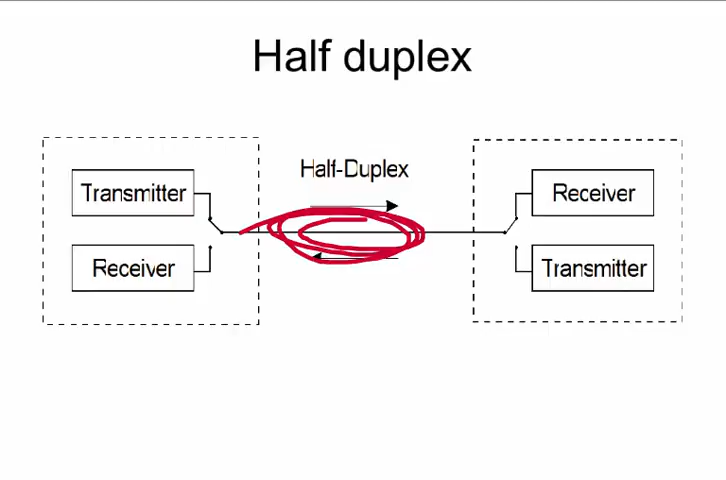 Half duplex
Half-Duplex
Transmitter
Receiver
Receiver
Transmitter